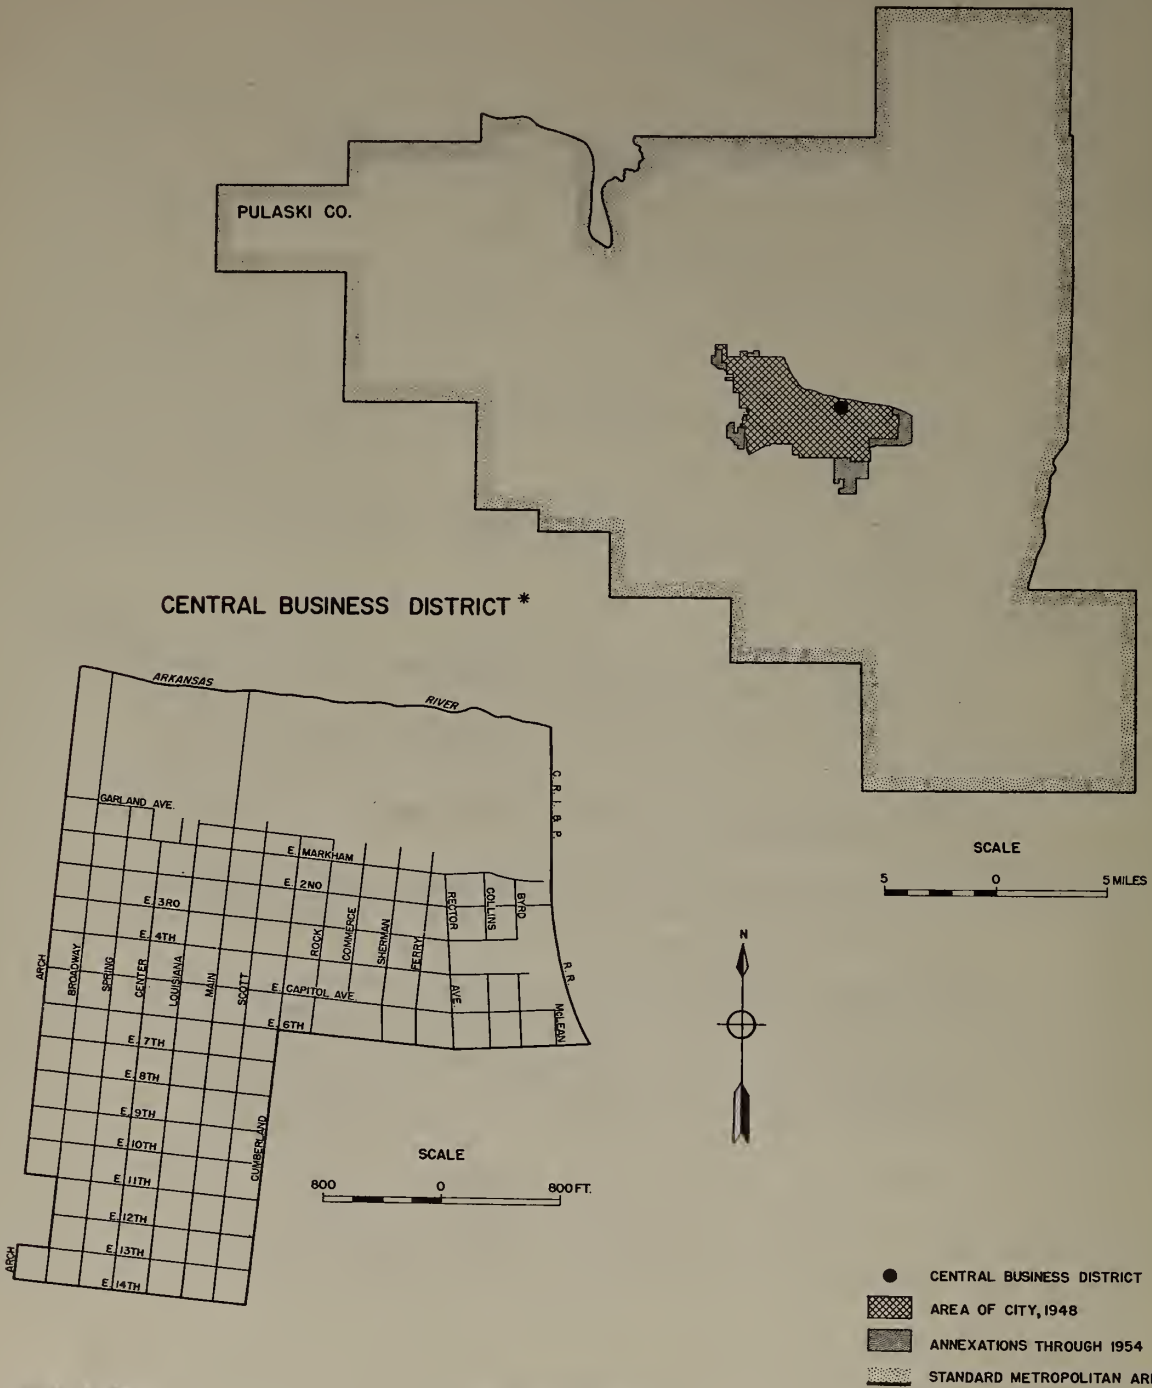 PULASKI CO.
CENTRAL BUSINESS DISTRICT *
ARKANSAS
RIVER
C. R. I. & P.
R. R.
GARLAND AVE.
E. MARKHAM
E. 2ND
E. 3RD
E. 4TH
E. CAPITOL AVE.
E. 6TH
E. 7TH
E. 8TH
E. 9TH
E. 10TH
E. 11TH
E. 12TH
E. 13TH
E. 14TH
ARCH
BROADWAY
SPRING
CENTER
LOUISIANA
MAIN
SCOTT
ROCK
COMMERCE
SHERMAN
FERRY
RECTOR
AVE.
COLLINS
BYRD
McLEAN
CUMBERLAND
ARCH
SCALE
5 0 5 MILES
N
SCALE
800 0 800 FT.
CENTRAL BUSINESS DISTRICT
AREA OF CITY, 1948
ANNEXATIONS THROUGH 1954
STANDARD METROPOLITAN ARE